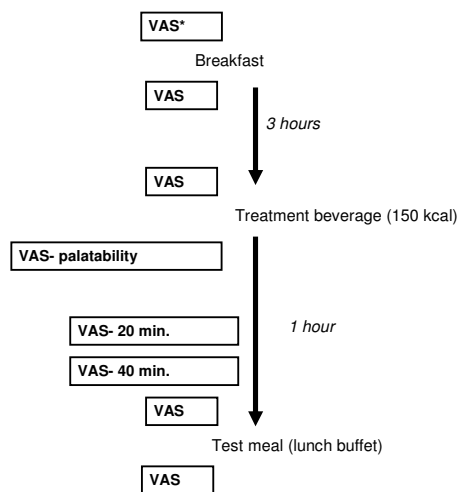 VAS*
Breakfast
VAS
3 hours
VAS
Treatment beverage (150 kcal)
VAS- palatability
VAS- 20 min.
1 hour
VAS- 40 min.
VAS
Test meal (lunch buffet)
VAS